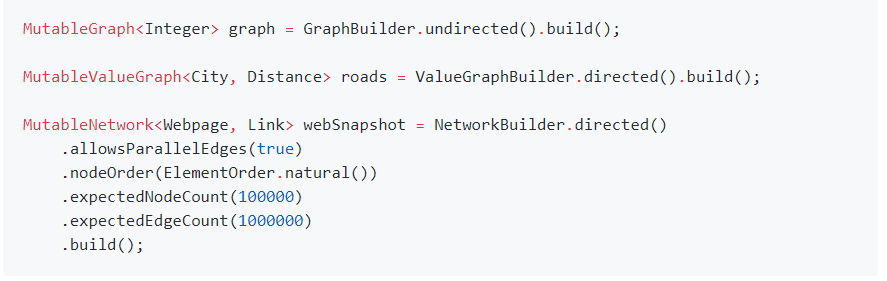 MutableGraph<Integer> graph = GraphBuilder.undirected().build();
MutableValueGraph<City, Distance> roads = ValueGraphBuilder.directed().build();
MutableNetwork<Webpage, Link> webSnapshot = NetworkBuilder.directed()
    .allowsParallelEdges(true)
    .nodeOrder(ElementOrder.natural())
    .expectedNodeCount(100000)
    .expectedEdgeCount(1000000)
    .build();